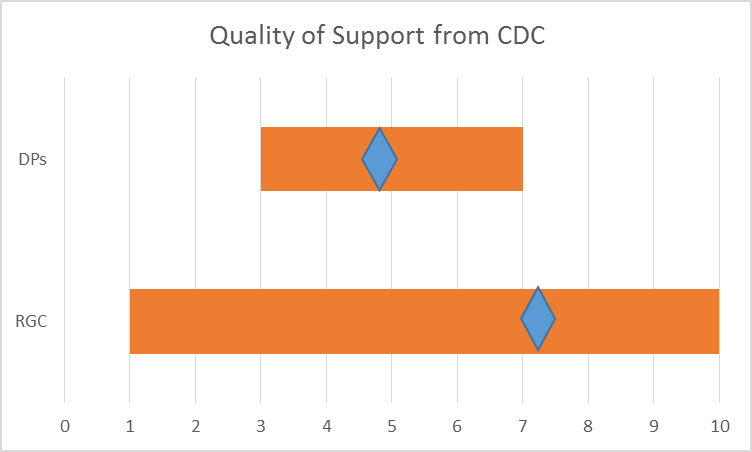 Quality of Support from CDC
DPs
RGC
0 1 2 3 4 5 6 7 8 9 10